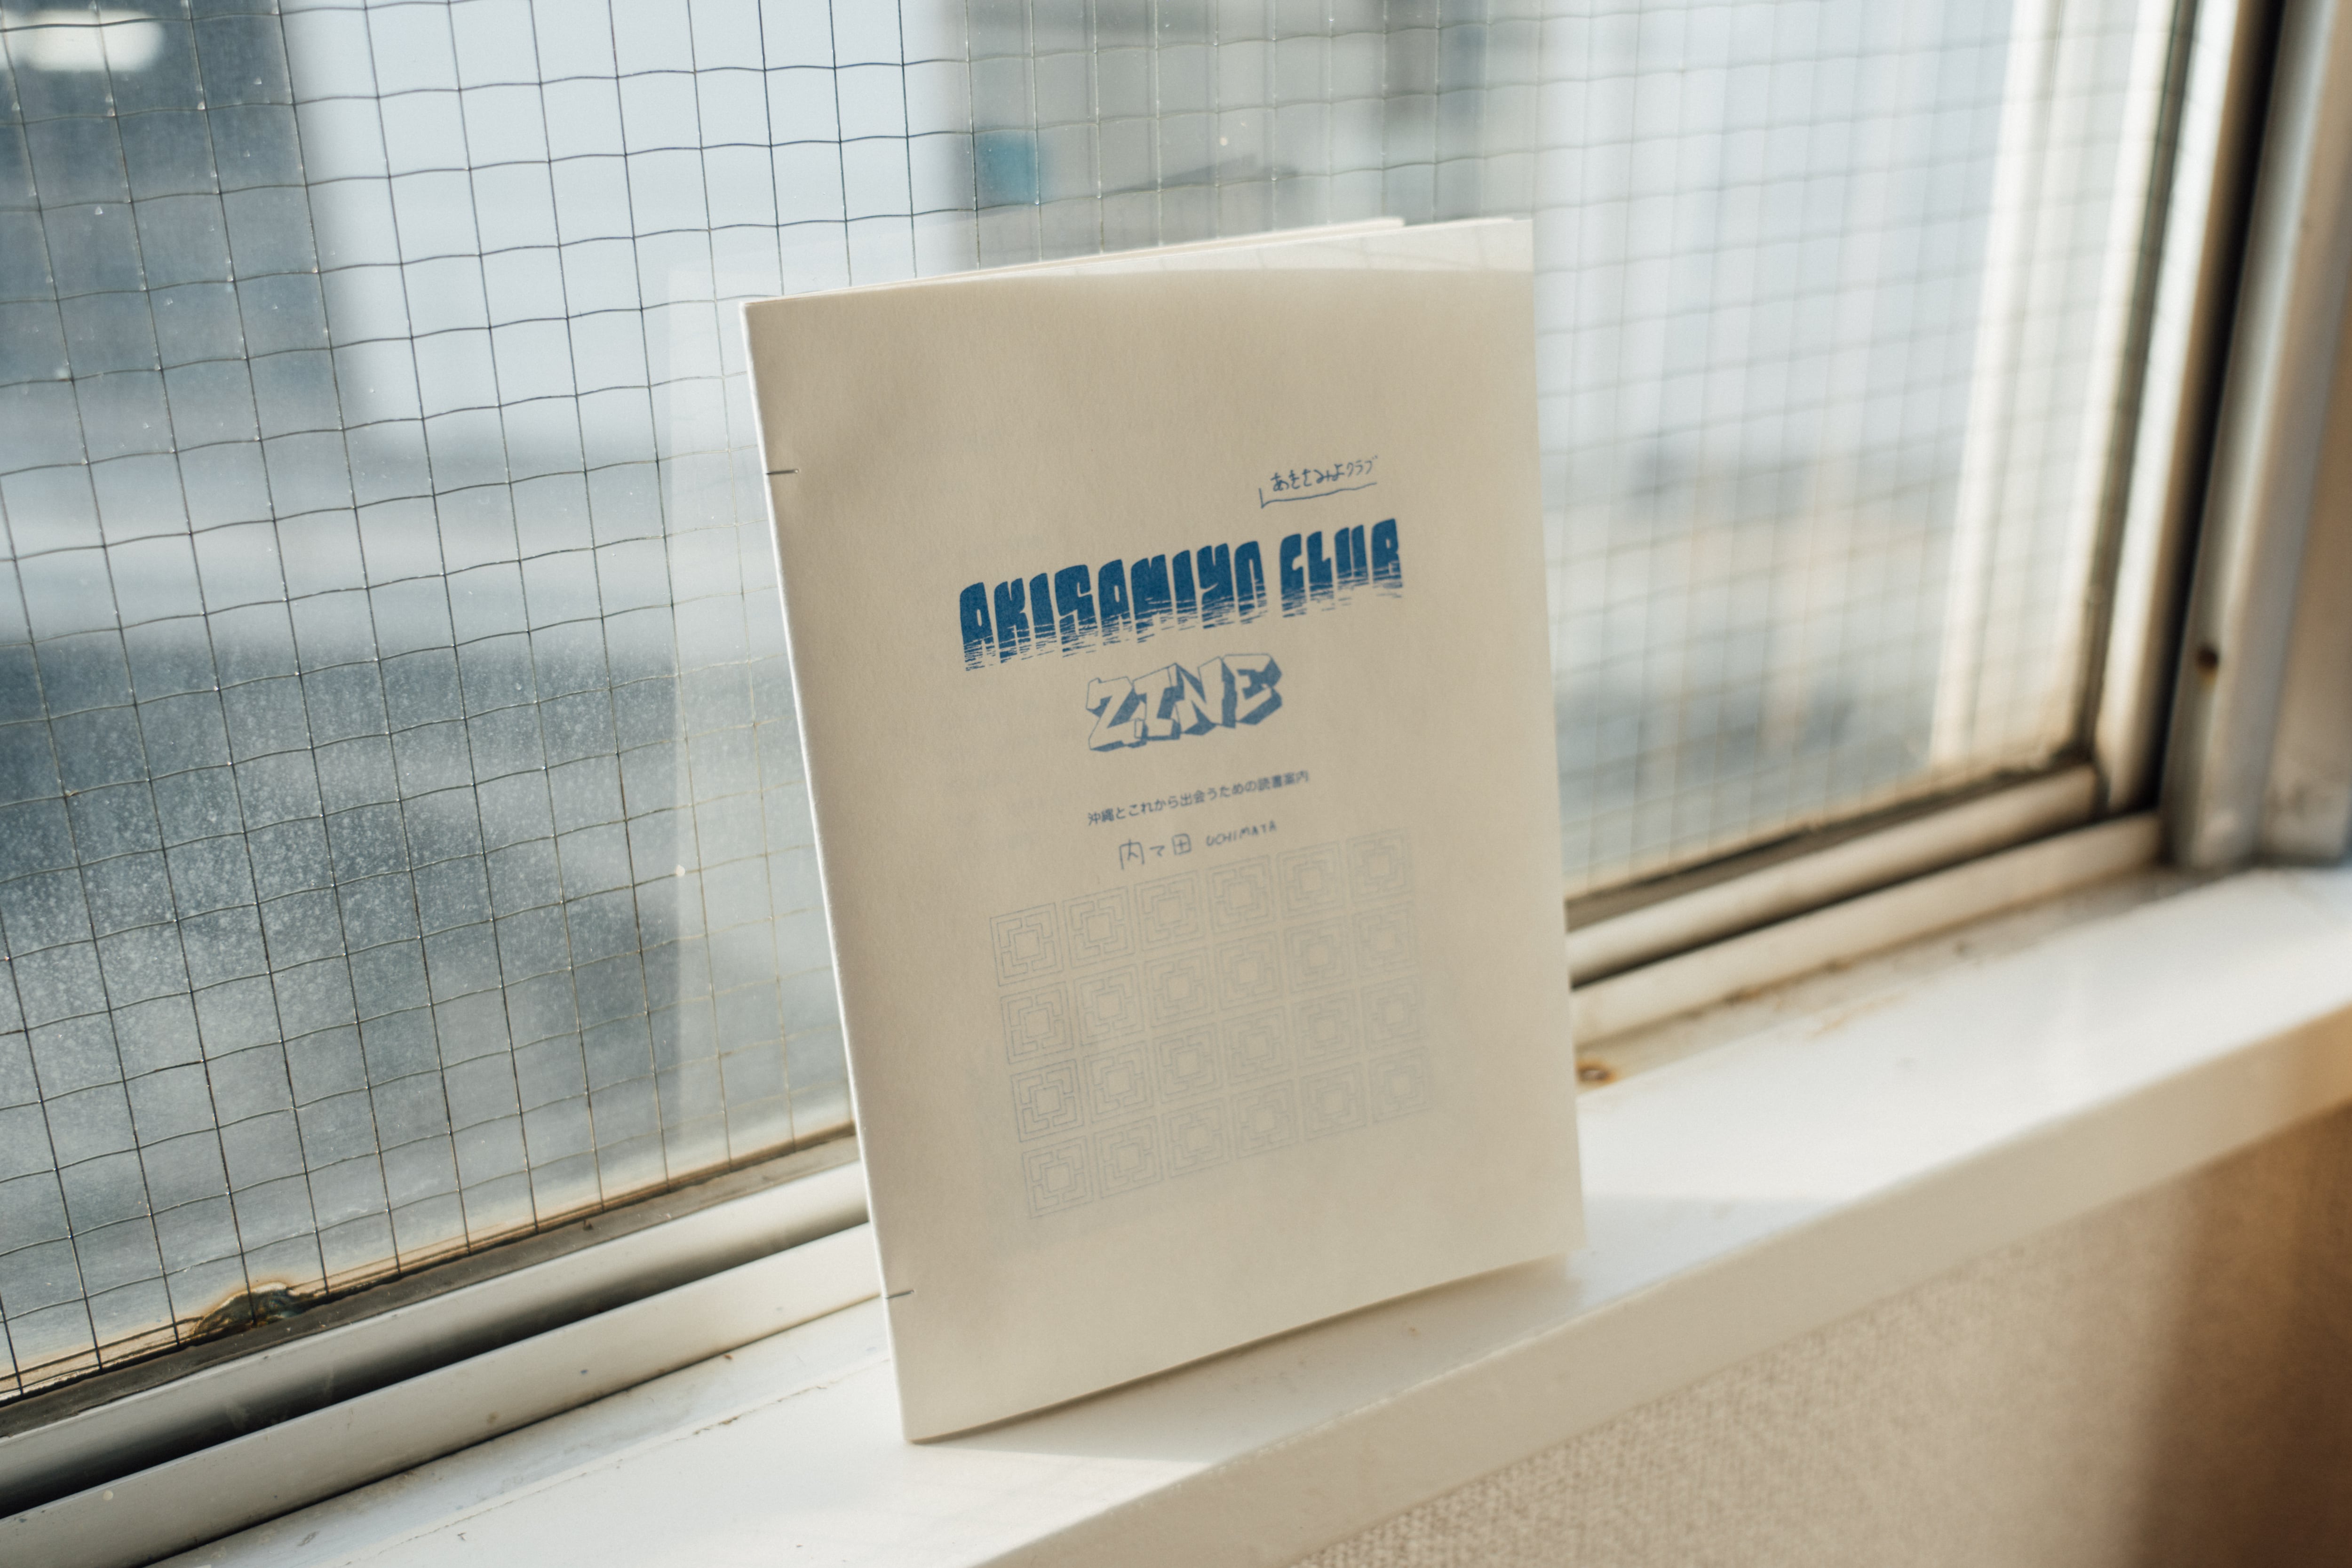 あきさみよクラブ
AKISAMIYO CLUB
ZINE
沖縄とこれから出会うための読書案内
内マ田 UCHIMATA